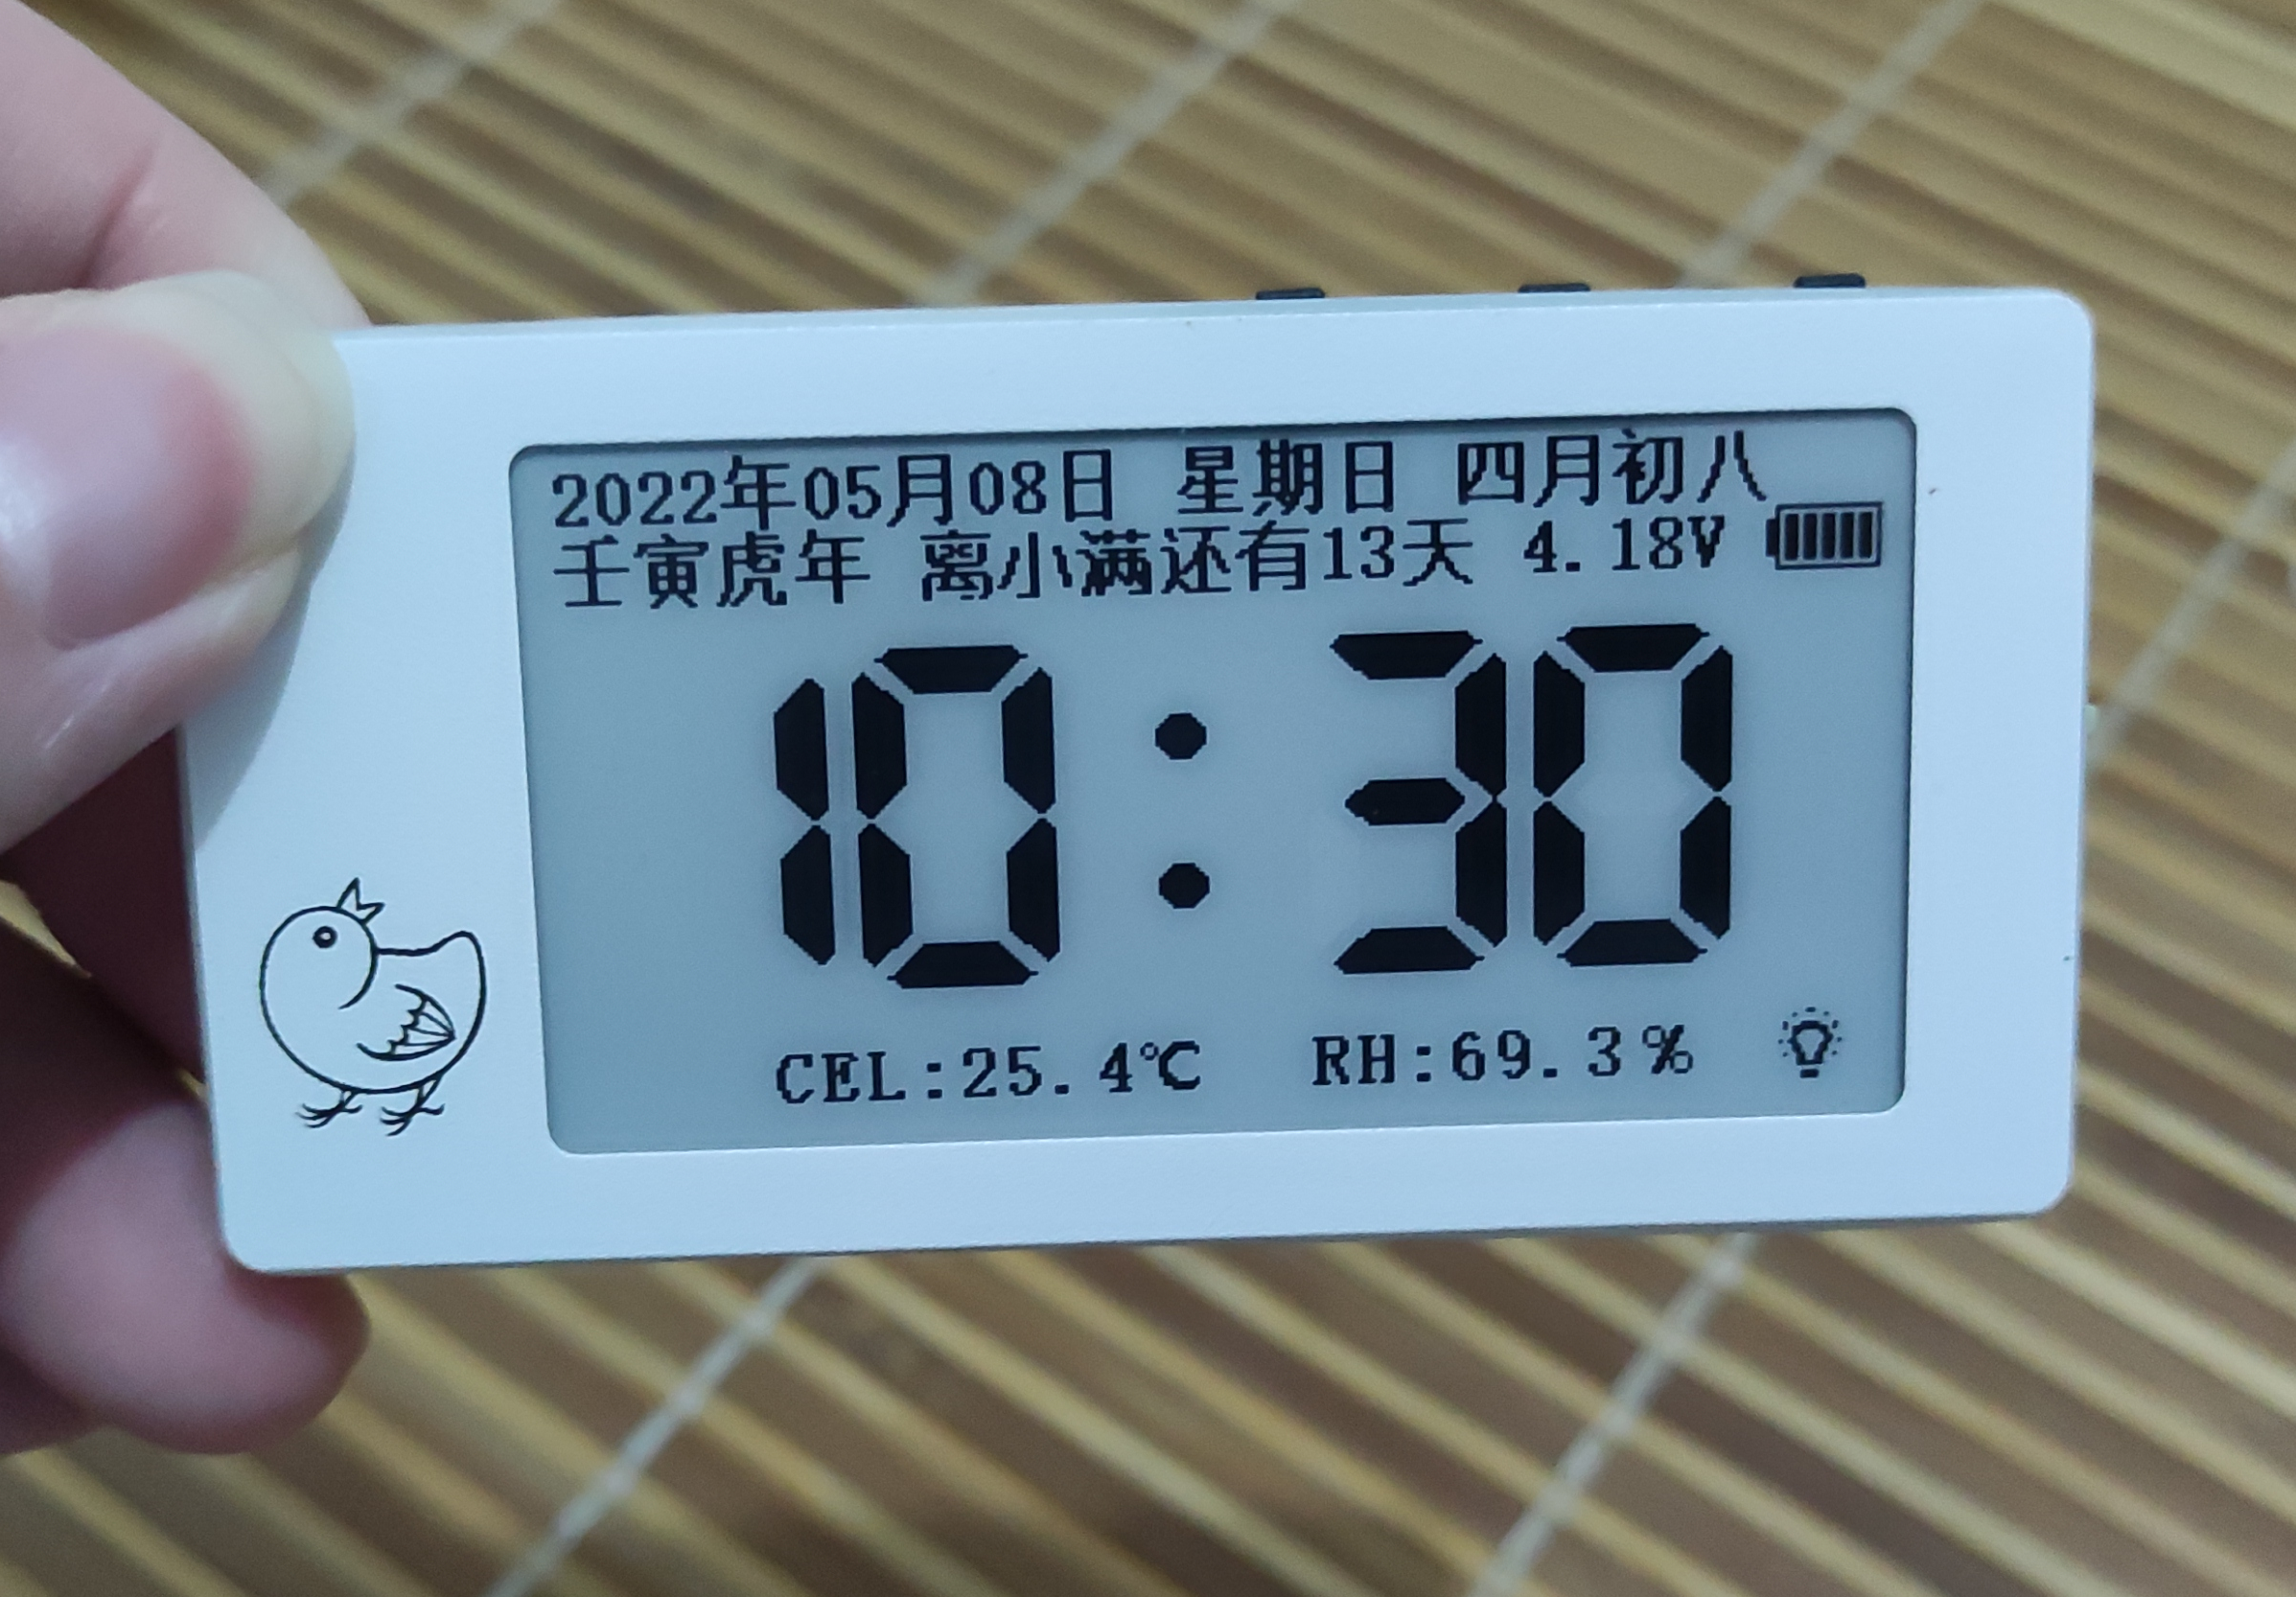 2022年05月08日 星期日 四月初八
壬寅虎年 离小满还有13天 4.18V
10:30
CEL:25.4℃ RH:69.3%